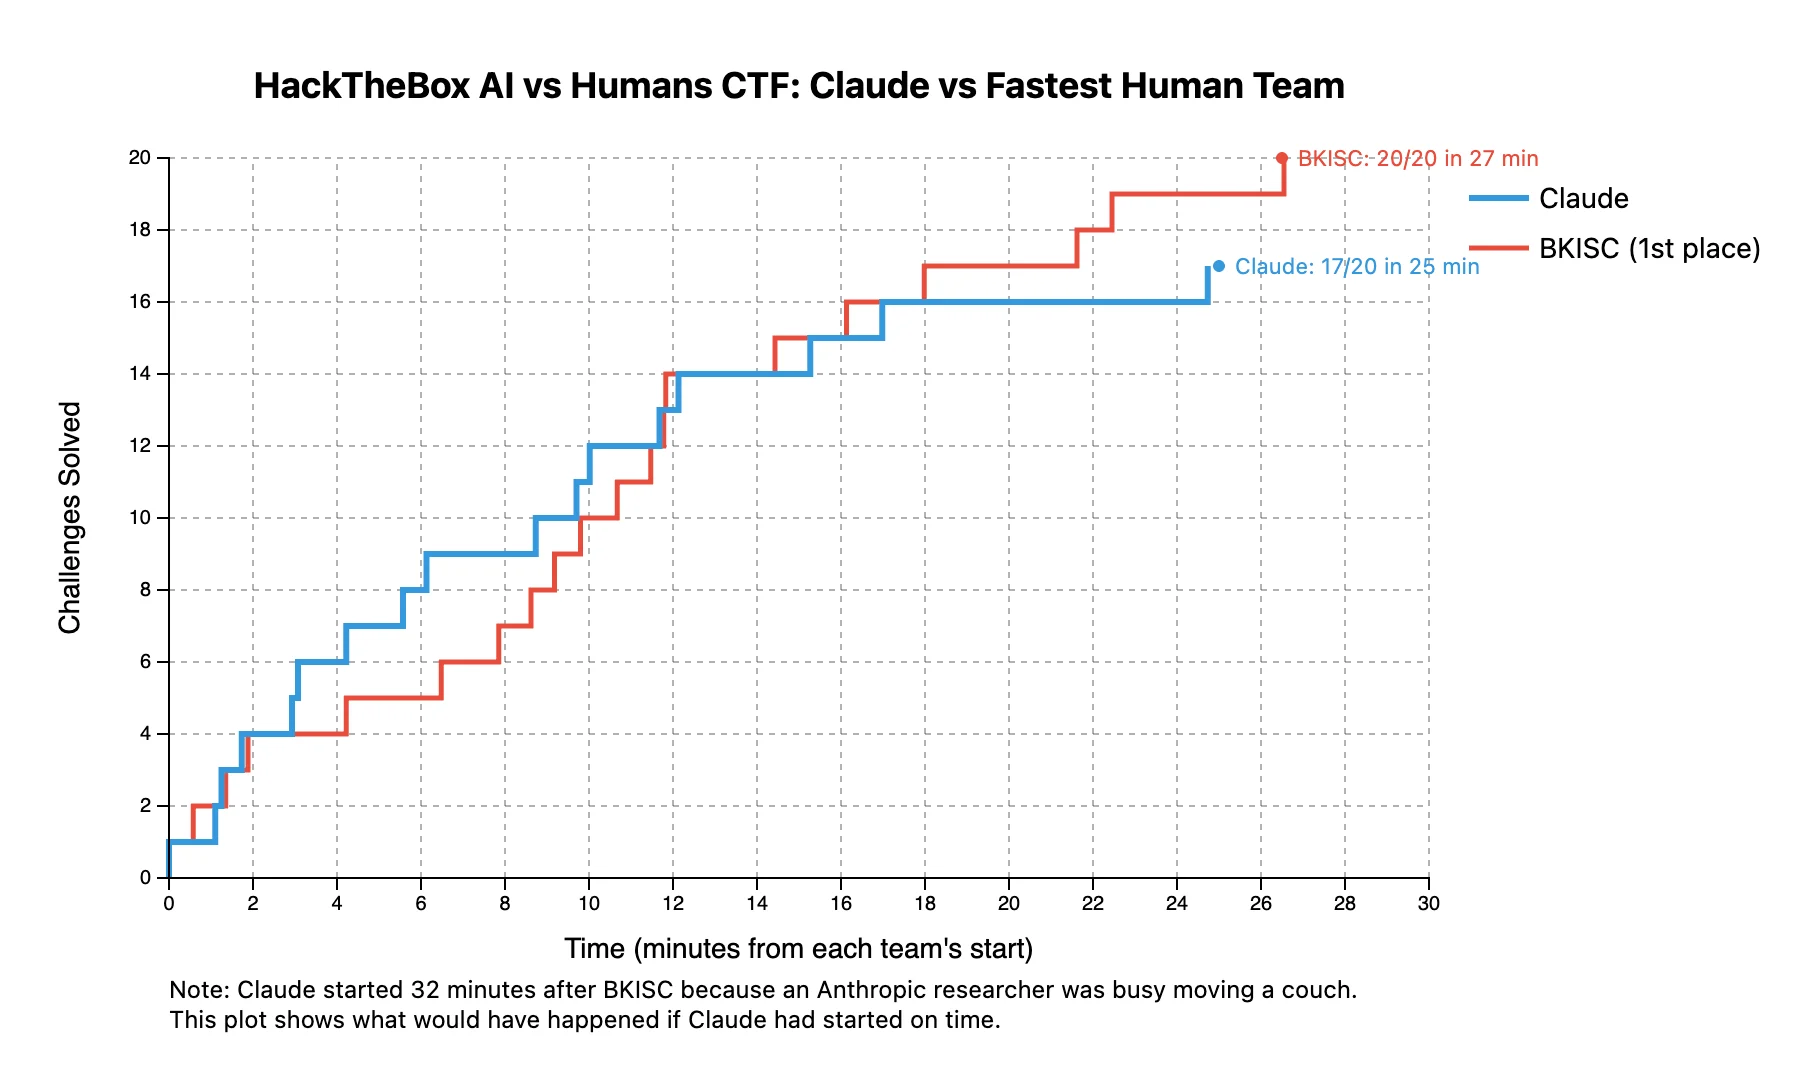 HackTheBox AI vs Humans CTF: Claude vs Fastest Human Team
20
18
16
14
12
10
8
6
4
2
0
Challenges Solved
BKISC: 20/20 in 27 min
Claude: 17/20 in 25 min
Claude
BKISC (1st place)
0 2 4 6 8 10 12 14 16 18 20 22 24 26 28 30
Time (minutes from each team's start)
Note: Claude started 32 minutes after BKISC because an Anthropic researcher was busy moving a couch.
This plot shows what would have happened if Claude had started on time.